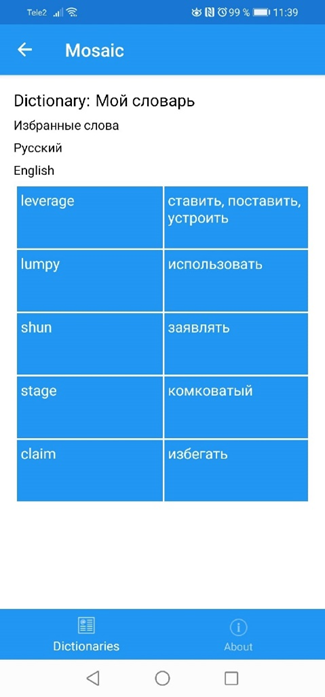 Tele2 99 % 11:39
Mosaic
Dictionary: Мой словарь
Избранные слова
Русский
English
leverage
ставить, поставить,
устроить
lumpy
использовать
shun
заявлять
stage
комковатый
claim
избегать
Dictionaries
About